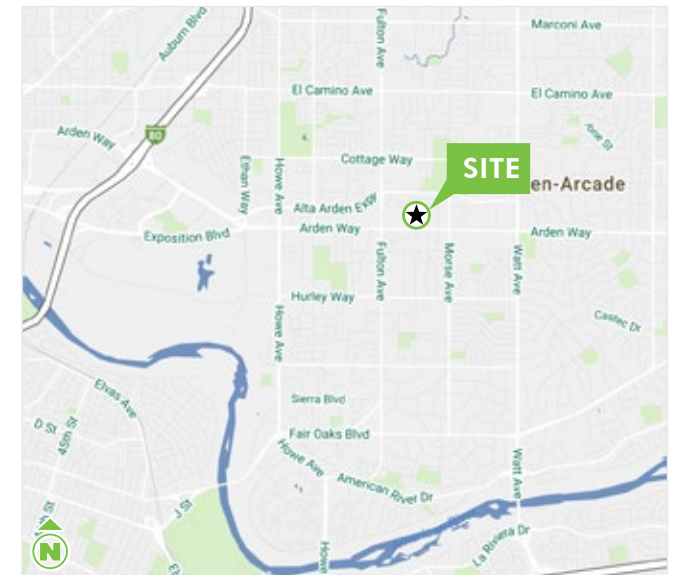 Auburn Blvd
Fulton Ave
Marconi Ave
El Camino Ave
El Camino Ave
Arden Way
80
Cottage Way
SITE
en-Arcade
Ethan Way
Howe Ave
Alta Arden Expy
Arden Way
Exposition Blvd
Arden Way
Fulton Ave
Morse Ave
Watt Ave
Hurley Way
Howe Ave
Castec Dr
Elvas Ave
Sierra Blvd
D St
45th St
Fair Oaks Blvd
Howe Ave
Watt Ave
American River Dr
J St
La Riviera Dr
N
Howe